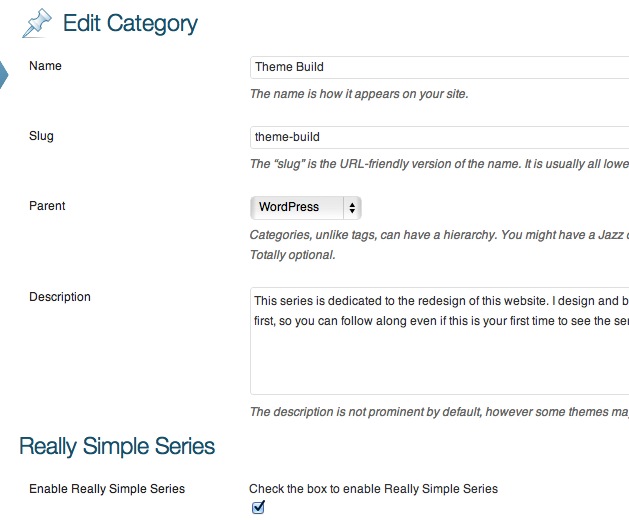 Edit Category
Name
Theme Build
The name is how it appears on your site.
Slug
theme-build
The “slug” is the URL-friendly version of the name. It is usually all lowe
Parent
WordPress
Categories, unlike tags, can have a hierarchy. You might have a Jazz
Totally optional.
Description
This series is dedicated to the redesign of this website. I design and b
first, so you can follow along even if this is your first time to see the se
The description is not prominent by default, however some themes may
Really Simple Series
Enable Really Simple Series
Check the box to enable Really Simple Series